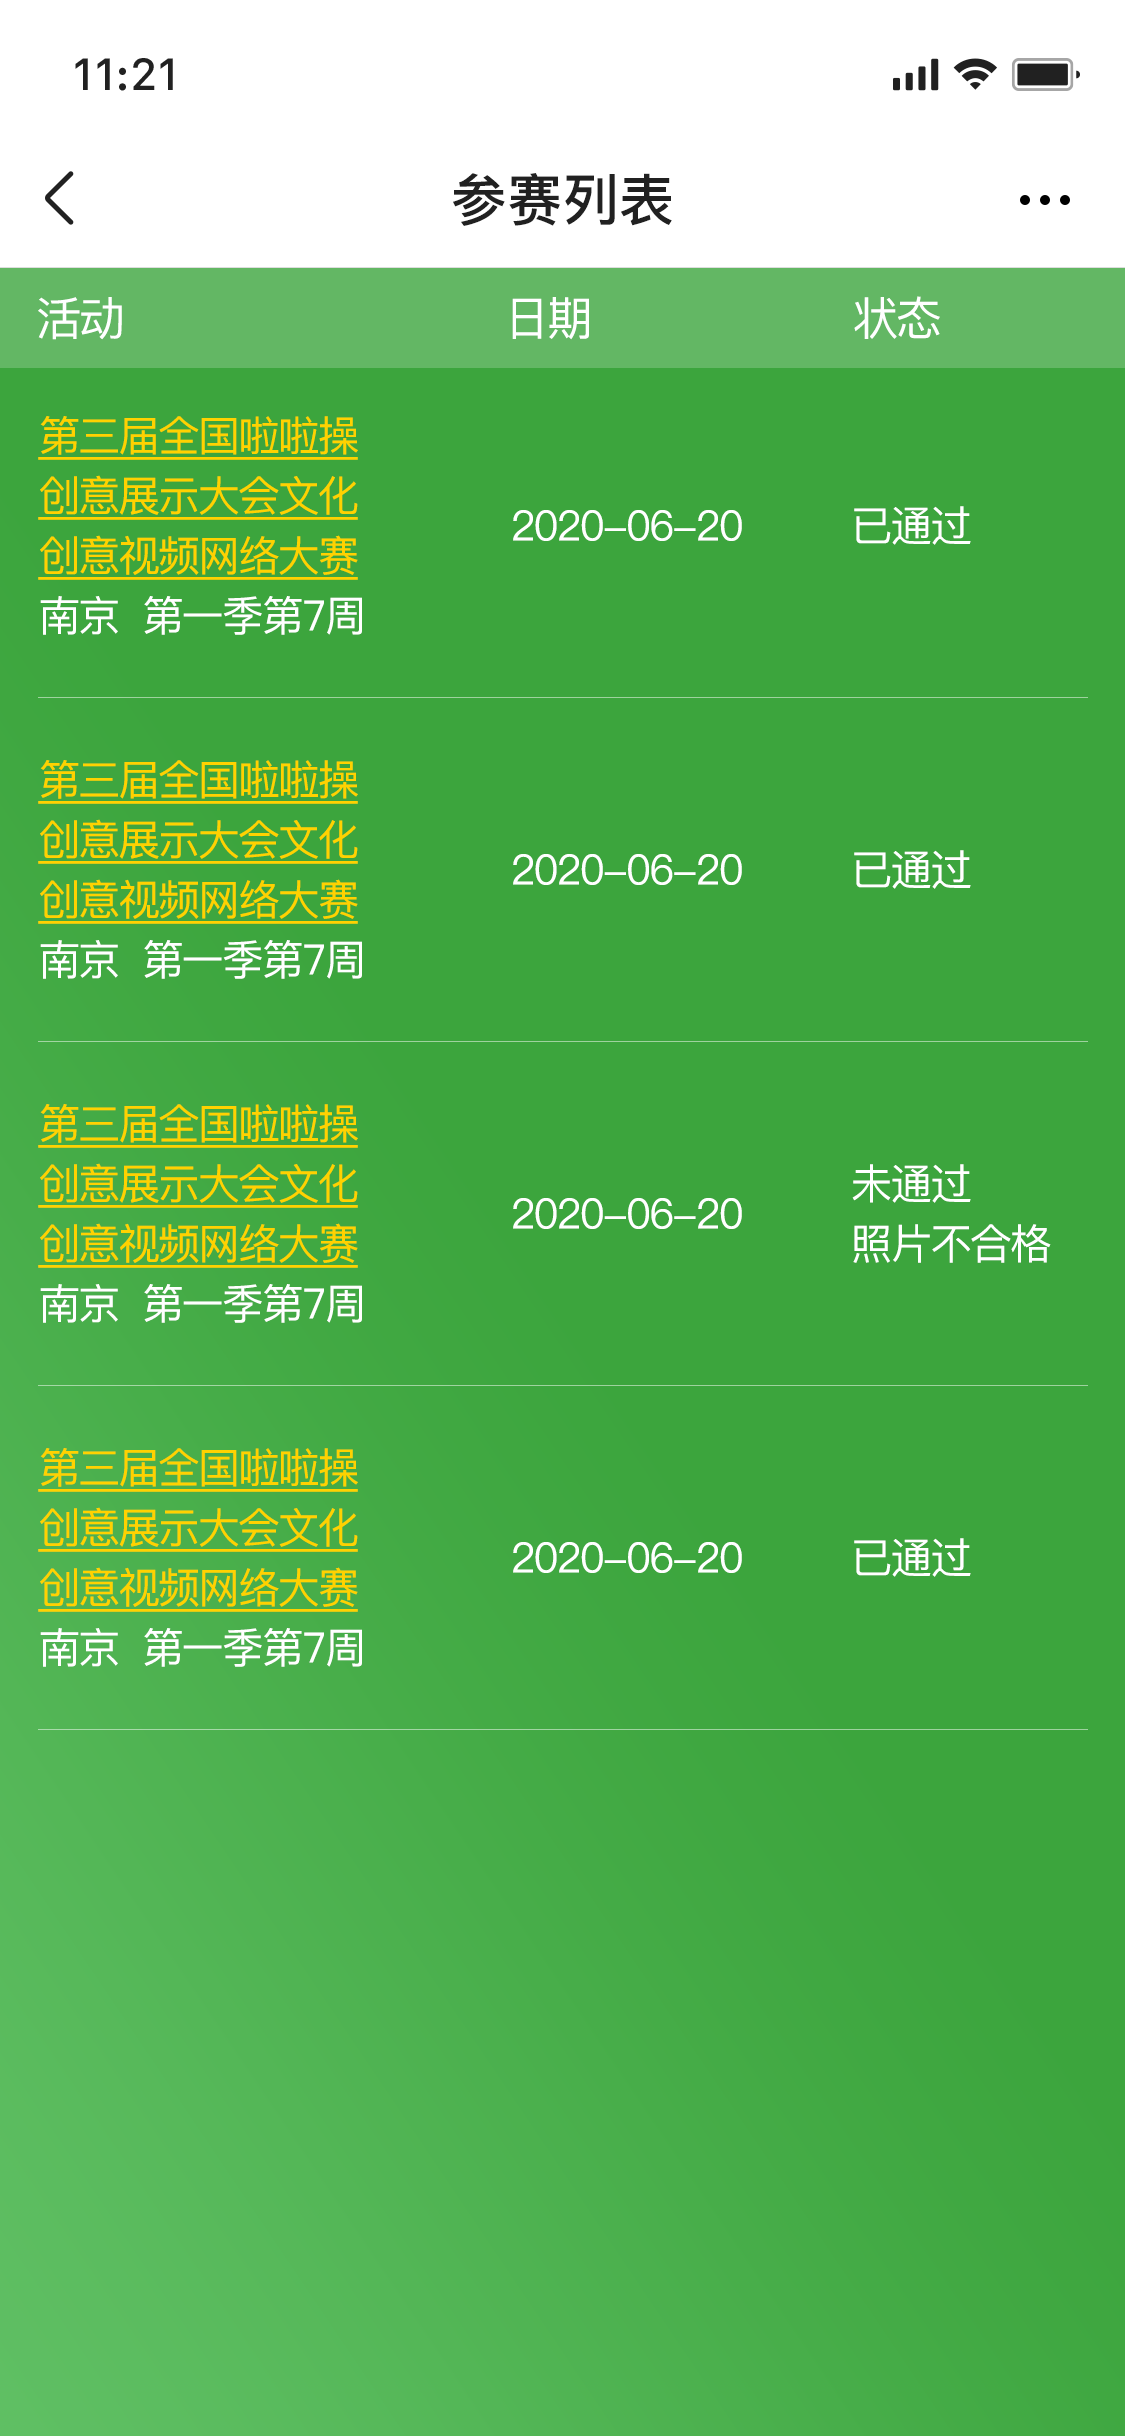 11:21
参赛列表
活动 日期 状态
第三届全国啦啦操
创意展示大会文化
创意视频网络大赛
南京 第一季第7周
2020-06-20
已通过
第三届全国啦啦操
创意展示大会文化
创意视频网络大赛
南京 第一季第7周
2020-06-20
已通过
第三届全国啦啦操
创意展示大会文化
创意视频网络大赛
南京 第一季第7周
2020-06-20
未通过
照片不合格
第三届全国啦啦操
创意展示大会文化
创意视频网络大赛
南京 第一季第7周
2020-06-20
已通过